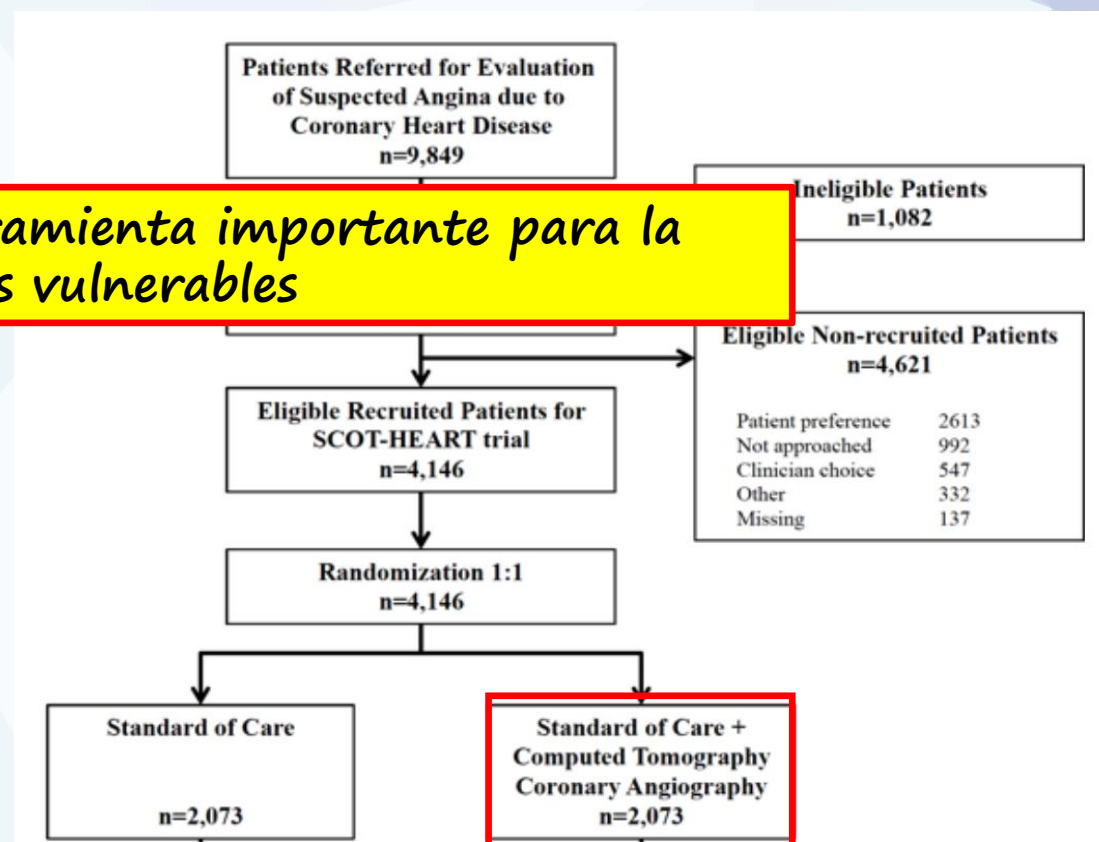 Patients Referred for Evaluation
of Suspected Angina due to
Coronary Heart Disease
n=9,849
Ineligible Patients
n=1,082
importante para la
vulnerables
Eligible Non-recruited Patients
n=4,621
Patient preference 2613
Not approached 992
Clinician choice 547
Other 332
Missing 137
Eligible Recruited Patients for
SCOT-HEART trial
n=4,146
Randomization 1:1
n=4,146
Standard of Care
n=2,073
Standard of Care +
Computed Tomography
Coronary Angiography
n=2,073